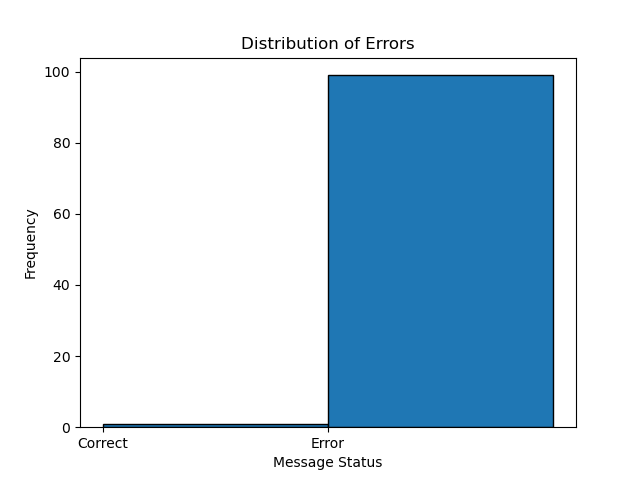 Distribution of Errors
100
80
60
40
20
0
Frequency
Correct
Error
Message Status